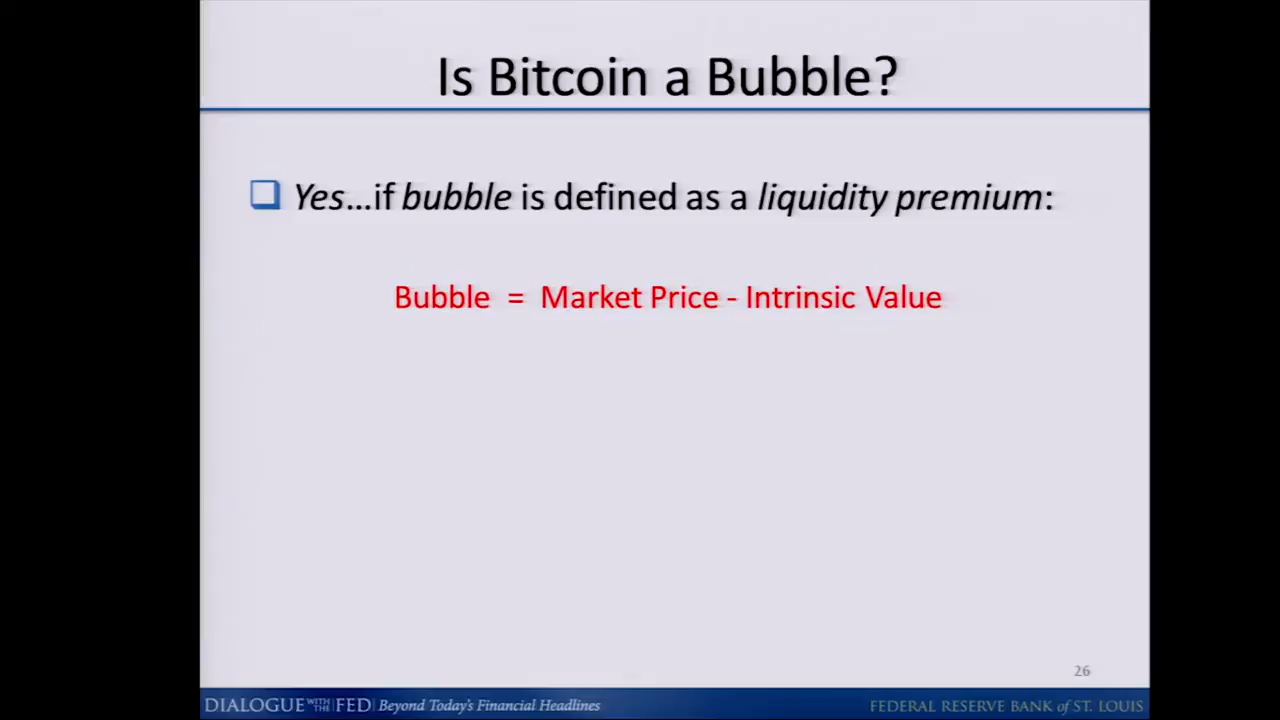 Is Bitcoin a Bubble?
Yes...if bubble is defined as a liquidity premium:
Bubble = Market Price - Intrinsic Value
26
DIALOGUE WITH THE FED Beyond Today's Financial Headlines
FEDERAL RESERVE BANK of ST. LOUIS